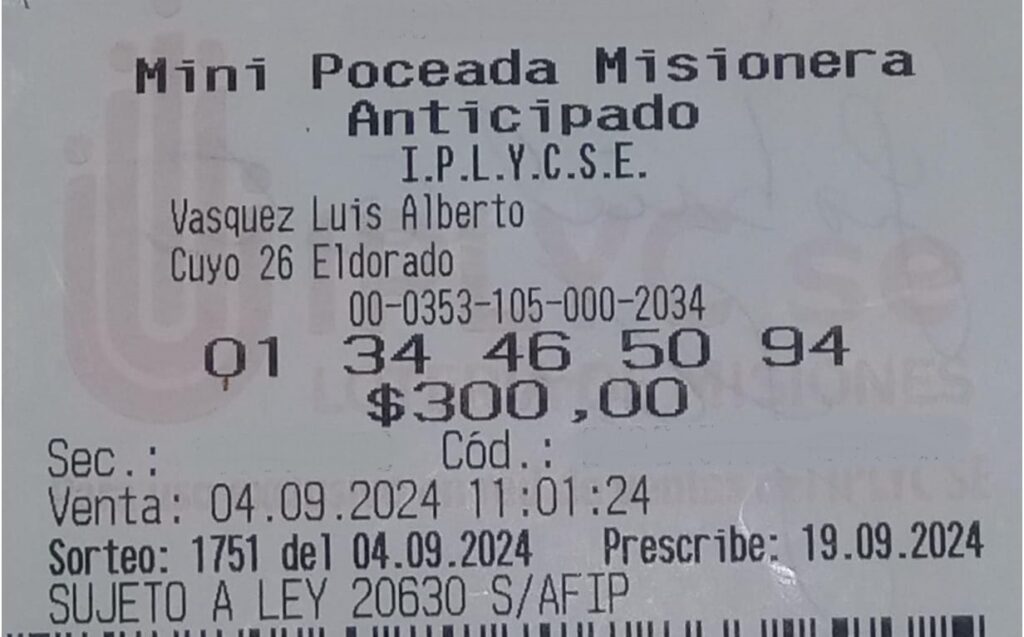 Mini Poceada Misionera
Anticipado
I.P.L.Y.C.S.E.
Vasquez Luis Alberto
Cuyo 26 Eldorado
00-0353-105-000-2034
01 34 46 50 94
$300,00
Sec.: Cód.:
Venta: 04.09.2024 11:01:24
Sorteo: 1751 del 04.09.2024 Prescribe: 19.09.2024
SUJETO A LEY 20630 S/AFIP